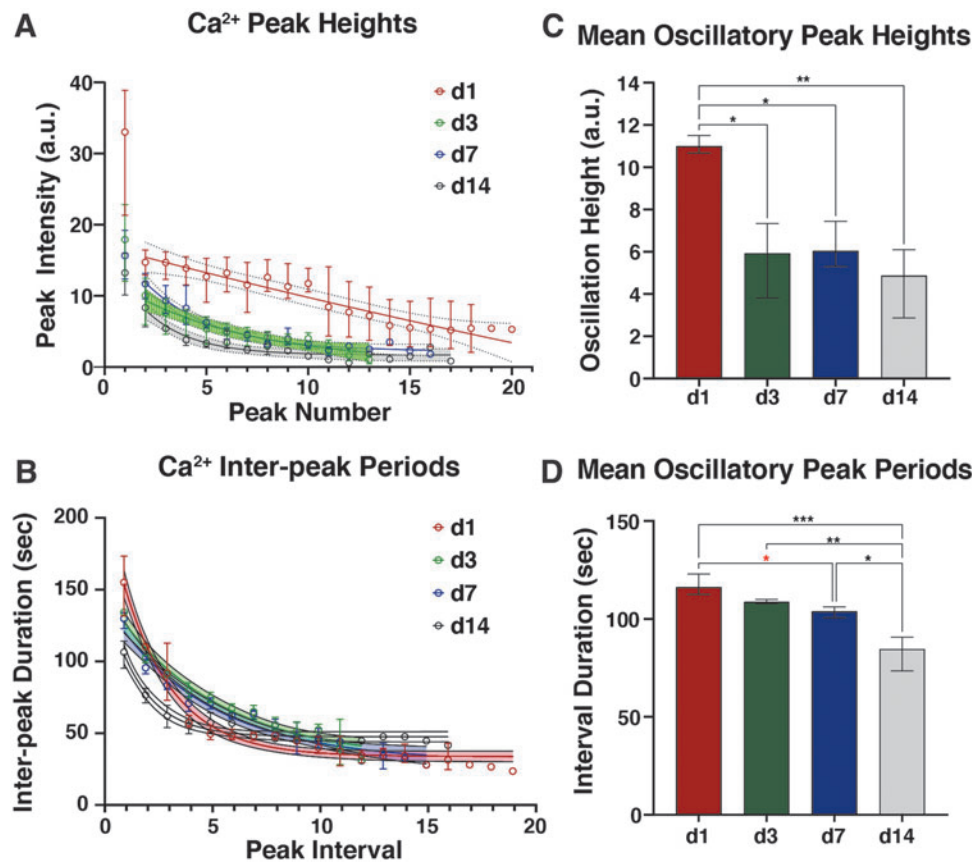 A
Ca²⁺ Peak Heights
Peak Intensity (a.u.)
40
30
20
10
0
d1
d3
d7
d14
0 5 10 15 20
Peak Number
C
Mean Oscillatory Peak Heights
Oscillation Height (a.u.)
14
12
10
8
6
4
2
0
**
*
*
d1 d3 d7 d14
B
Ca²⁺ Inter-peak Periods
Inter-peak Duration (sec)
200
150
100
50
0
d1
d3
d7
d14
0 5 10 15 20
Peak Interval
D
Mean Oscillatory Peak Periods
Interval Duration (sec)
150
100
50
0
***
**
* *
d1 d3 d7 d14